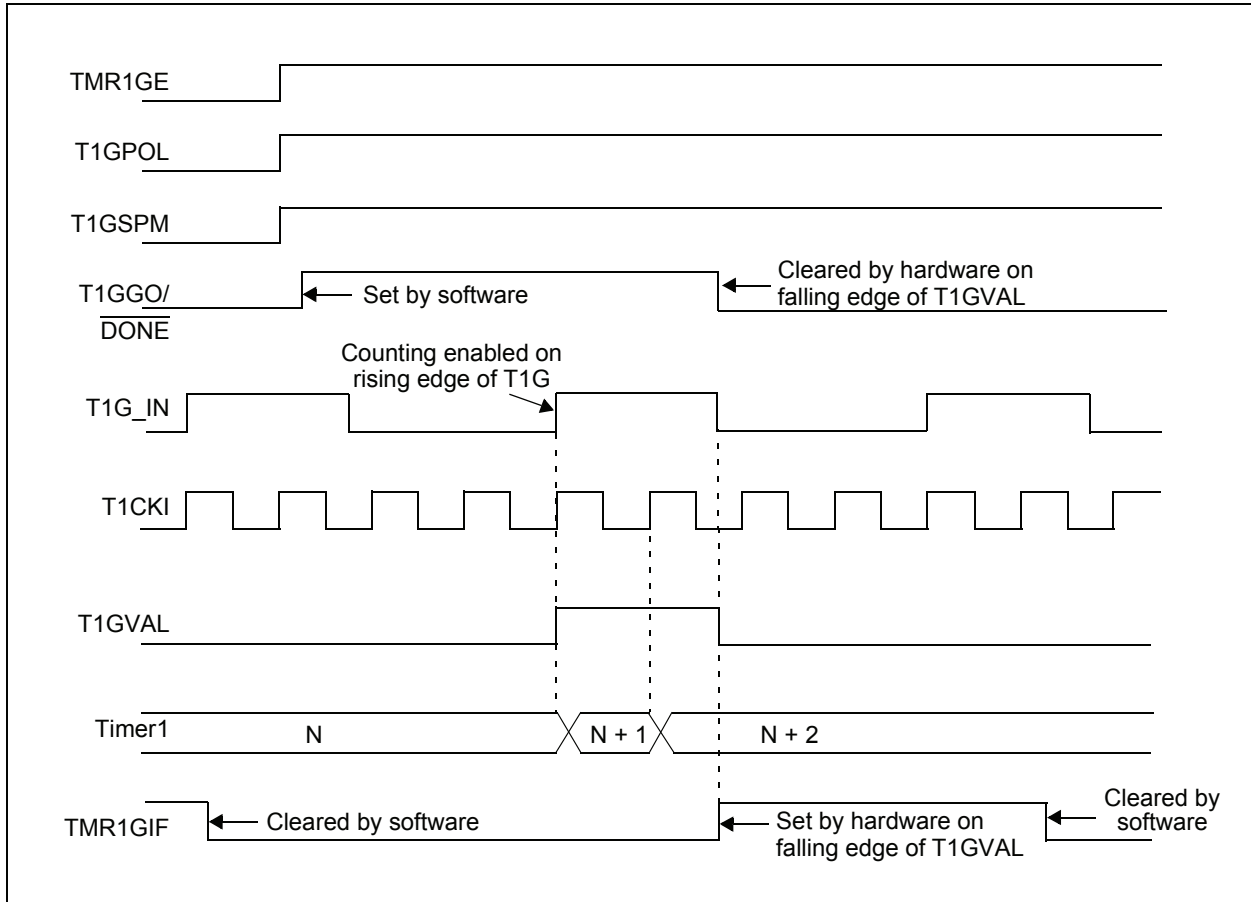 TMR1GE
T1GPOL
T1GSPM
T1GGO/
DONE
Set by software
Cleared by hardware on
falling edge of T1GVAL
Counting enabled on
rising edge of T1G
T1G_IN
T1CKI
T1GVAL
Timer1
N
N + 1
N + 2
TMR1GIF
Cleared by software
Set by hardware on
falling edge of T1GVAL
Cleared by
software